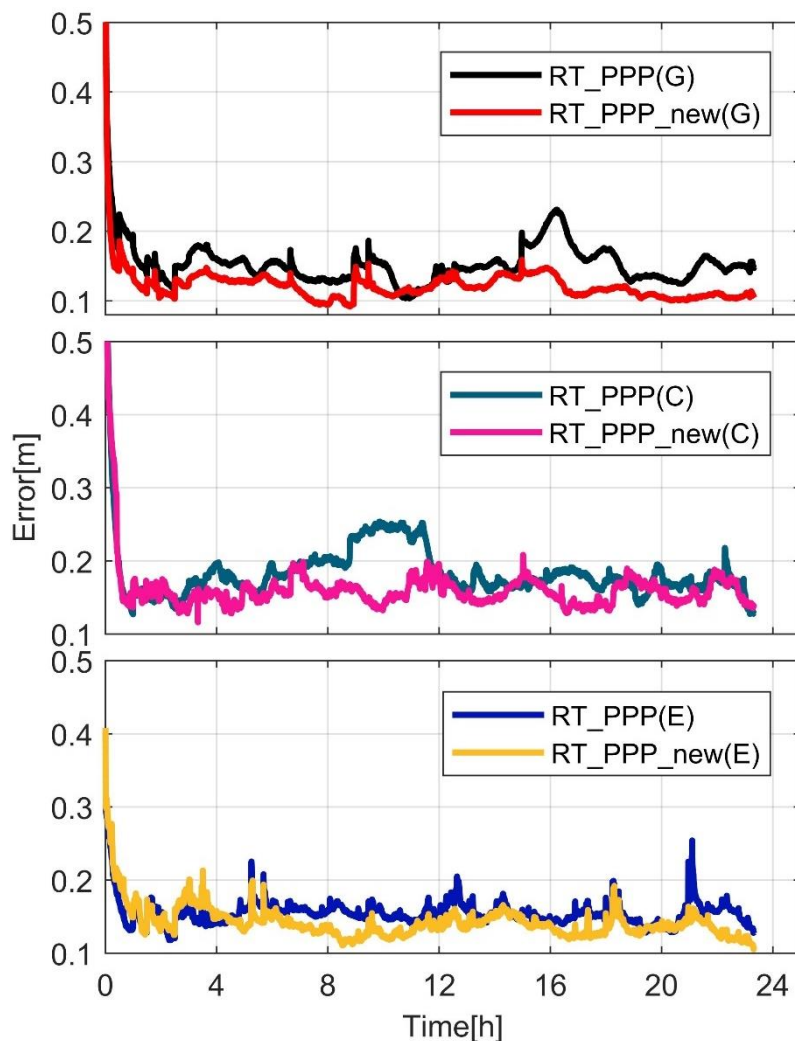 0.5
RT_PPP(G)
RT_PPP_new(G)
0.4
0.3
0.2
0.1
0.5
RT_PPP(C)
RT_PPP_new(C)
0.4
0.3
0.2
0.1
Error[m]
0.5
RT_PPP(E)
RT_PPP_new(E)
0.4
0.3
0.2
0.1
0 4 8 12 16 20 24
Time[h]